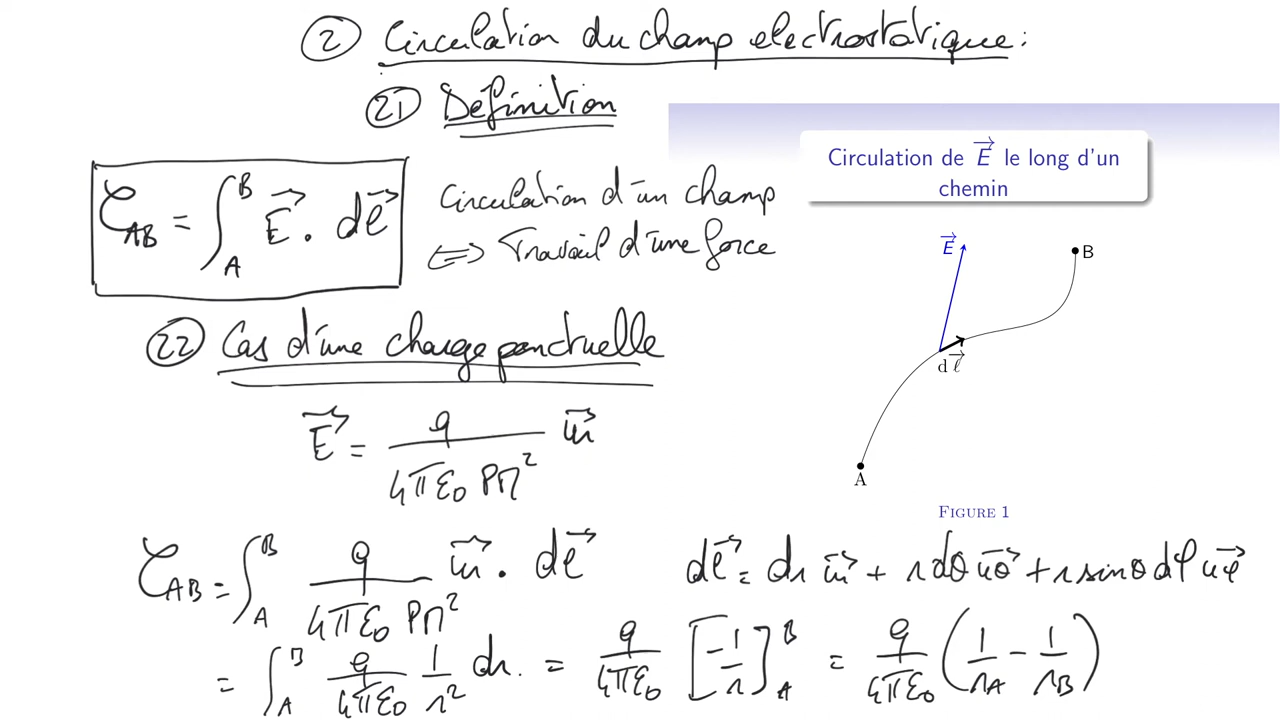 ② Circulation du champ electrostatique :
㉑ Définition
Circulation de E⃗ le long d'un
chemin
C_AB = ∫_A^B E⃗ . dℓ⃗
Circulation d'un champ
⇔ Travail d'une force
E⃗
B
dℓ⃗
A
FIGURE 1
㉒ Cas d'une charge ponctuelle
E⃗ = q / (4πε₀ PM²) u⃗r
C_AB = ∫_A^B q / (4πε₀ PM²) u⃗r . dℓ⃗
dℓ⃗ = dr u⃗r + r dθ u⃗θ + r sinθ dφ u⃗φ
= ∫_A^B q / (4πε₀) 1/r² dr. = q / (4πε₀) [-1/r]_A^B = q / (4πε₀) (1/r_A - 1/r_B)